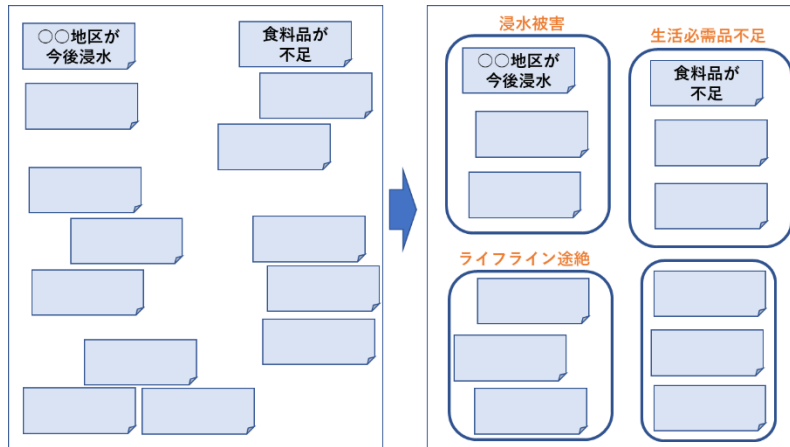 ○○地区が
今後浸水
食料品が
不足
浸水被害
○○地区が
今後浸水
生活必需品不足
食料品が
不足
ライフライン途絶